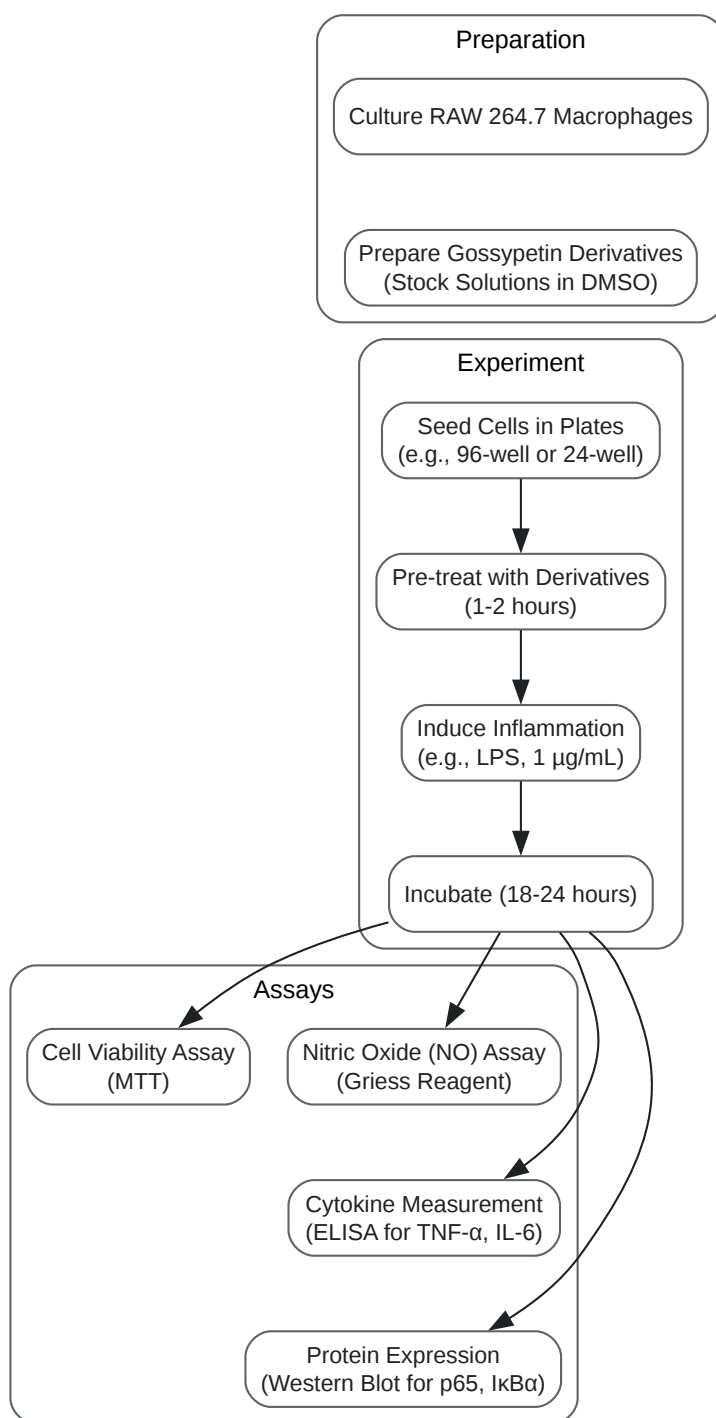 Preparation
Culture RAW 264.7 Macrophages
Prepare Gossypetin Derivatives
(Stock Solutions in DMSO)
Experiment
Seed Cells in Plates
(e.g., 96-well or 24-well)
Pre-treat with Derivatives
(1-2 hours)
Induce Inflammation
(e.g., LPS, 1 µg/mL)
Incubate (18-24 hours)
Assays
Cell Viability Assay
(MTT)
Nitric Oxide (NO) Assay
(Griess Reagent)
Cytokine Measurement
(ELISA for TNF-α, IL-6)
Protein Expression
(Western Blot for p65, IκBα)